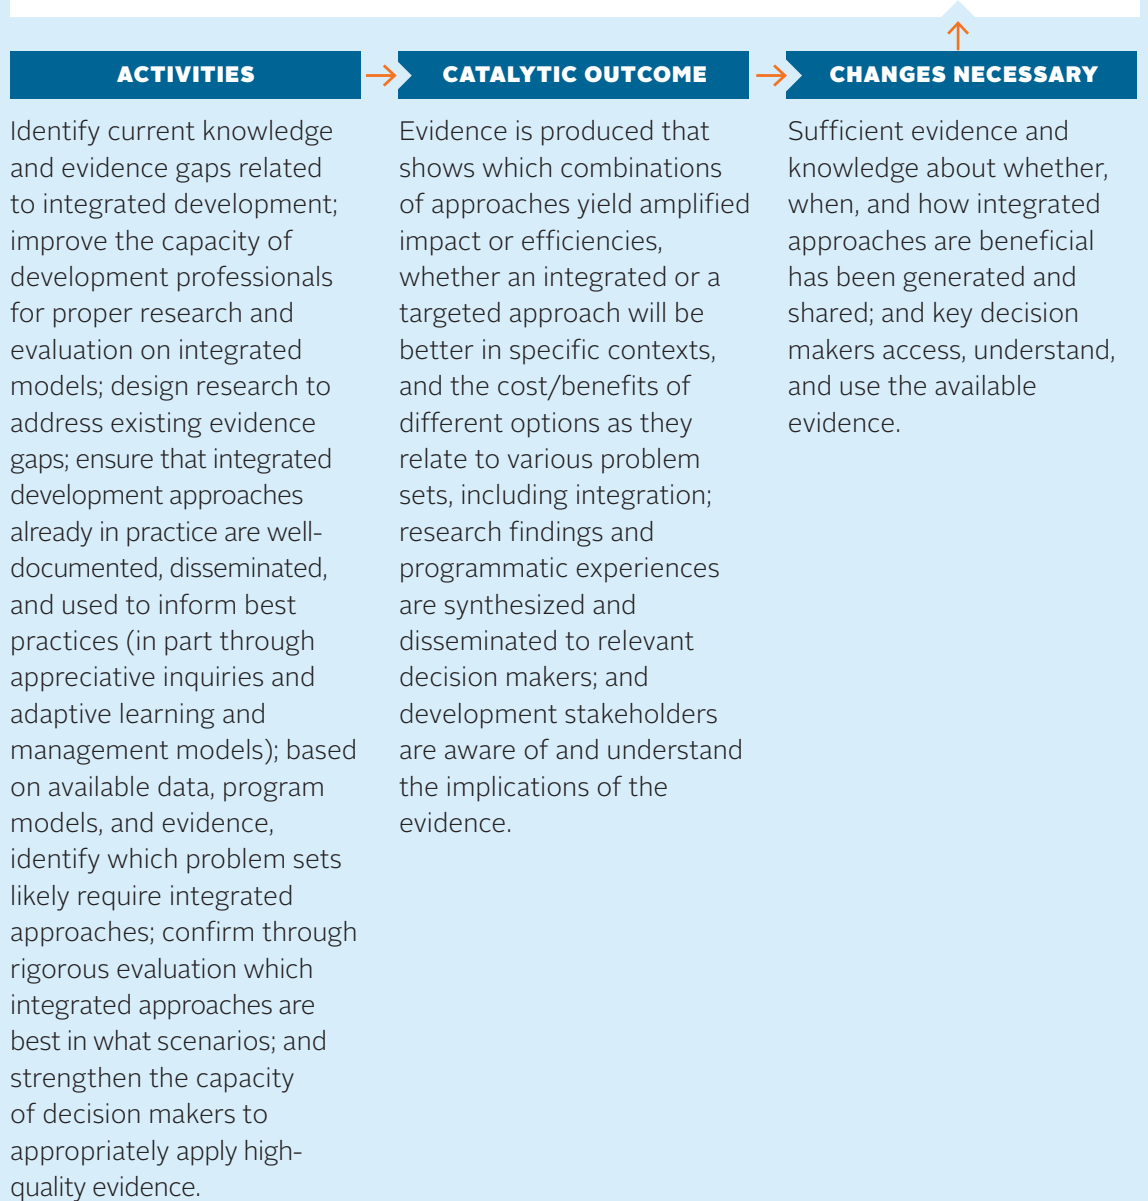 ACTIVITIES
Identify current knowledge
and evidence gaps related
to integrated development;
improve the capacity of
development professionals
for proper research and
evaluation on integrated
models; design research to
address existing evidence
gaps; ensure that integrated
development approaches
already in practice are well-
documented, disseminated,
and used to inform best
practices (in part through
appreciative inquiries and
adaptive learning and
management models); based
on available data, program
models, and evidence,
identify which problem sets
likely require integrated
approaches; confirm through
rigorous evaluation which
integrated approaches are
best in what scenarios; and
strengthen the capacity
of decision makers to
appropriately apply high-
quality evidence.
CATALYTIC OUTCOME
Evidence is produced that
shows which combinations
of approaches yield amplified
impact or efficiencies,
whether an integrated or a
targeted approach will be
better in specific contexts,
and the cost/benefits of
different options as they
relate to various problem
sets, including integration;
research findings and
programmatic experiences
are synthesized and
disseminated to relevant
decision makers; and
development stakeholders
are aware of and understand
the implications of the
evidence.
CHANGES NECESSARY
Sufficient evidence and
knowledge about whether,
when, and how integrated
approaches are beneficial
has been generated and
shared; and key decision
makers access, understand,
and use the available
evidence.